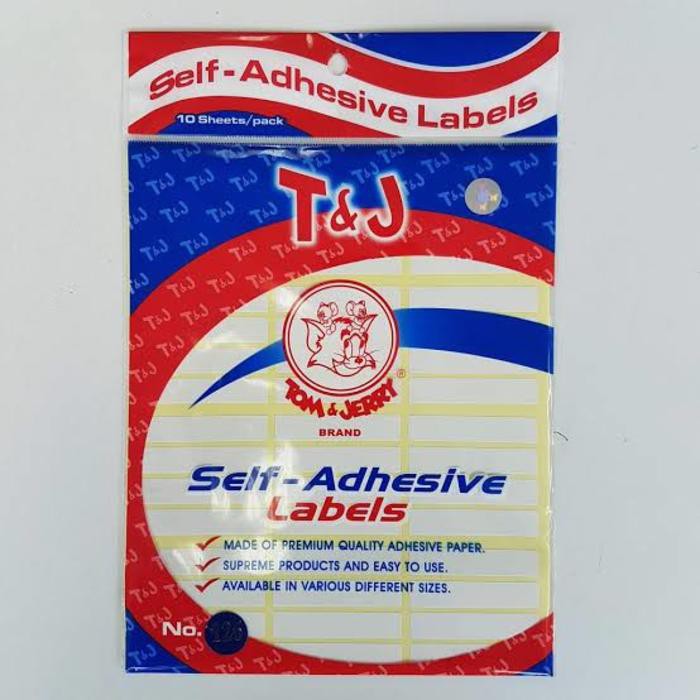 Self-Adhesive Labels
10 Sheets/pack
T&J
TOM & JERRY®
BRAND
Self-Adhesive
Labels
MADE OF PREMIUM QUALITY ADHESIVE PAPER.
SUPREME PRODUCTS AND EASY TO USE.
AVAILABLE IN VARIOUS DIFFERENT SIZES.
No.